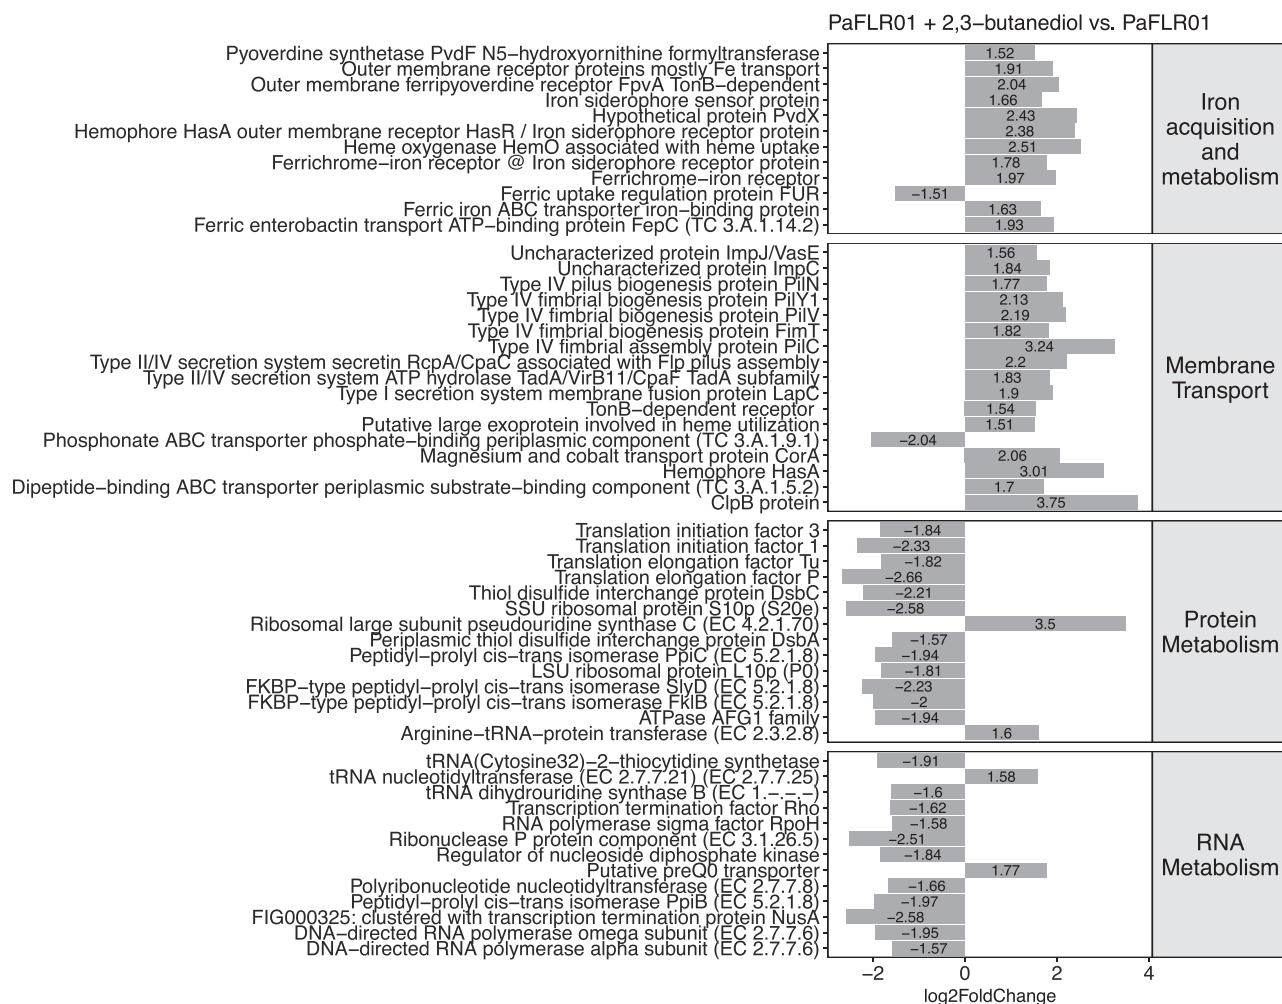 PaFLR01 + 2,3−butanediol vs. PaFLR01
Pyoverdine synthetase PvdF N5−hydroxyornithine formyltransferase 1.52
Outer membrane receptor proteins mostly Fe transport 1.91
Outer membrane ferripyoverdine receptor FpvA TonB−dependent 2.04
Iron siderophore sensor protein 1.66
Hypothetical protein PvdX 2.43
Hemophore HasA outer membrane receptor HasR / Iron siderophore receptor protein 2.38
Heme oxygenase HemO associated with heme uptake 2.51
Ferrichrome−iron receptor @ Iron siderophore receptor protein 1.78
Ferrichrome−iron receptor 1.97
Ferric uptake regulation protein FUR −1.51
Ferric iron ABC transporter iron−binding protein 1.63
Ferric enterobactin transport ATP−binding protein FepC (TC 3.A.1.14.2) 1.93
Iron
acquisition
and
metabolism
Uncharacterized protein ImpJ/VasE 1.56
Uncharacterized protein ImpC 1.84
Type IV pilus biogenesis protein PilN 1.77
Type IV fimbrial biogenesis protein PilY1 2.13
Type IV fimbrial biogenesis protein PilV 2.19
Type IV fimbrial biogenesis protein FimT 1.82
Type IV fimbrial assembly protein PilC 3.24
Type II/IV secretion system secretin RcpA/CpaC associated with Flp pilus assembly 2.2
Type II/IV secretion system ATP hydrolase TadA/VirB11/CpaF TadA subfamily 1.83
Type I secretion system membrane fusion protein LapC 1.9
TonB−dependent receptor 1.54
Putative large exoprotein involved in heme utilization 1.51
Phosphonate ABC transporter phosphate−binding periplasmic component (TC 3.A.1.9.1) −2.04
Magnesium and cobalt transport protein CorA 2.06
Hemophore HasA 3.01
Dipeptide−binding ABC transporter periplasmic substrate−binding component (TC 3.A.1.5.2) 1.7
ClpB protein 3.75
Membrane
Transport
Translation initiation factor 3 −1.84
Translation initiation factor 1 −2.33
Translation elongation factor Tu −1.82
Translation elongation factor P −2.66
Thiol disulfide interchange protein DsbC −2.21
SSU ribosomal protein S10p (S20e) −2.58
Ribosomal large subunit pseudouridine synthase C (EC 4.2.1.70) 3.5
Periplasmic thiol disulfide interchange protein DsbA −1.57
Peptidyl−prolyl cis−trans isomerase PpiC (EC 5.2.1.8) −1.94
LSU ribosomal protein L10p (P0) −1.81
FKBP−type peptidyl−prolyl cis−trans isomerase SlyD (EC 5.2.1.8) −2.23
FKBP−type peptidyl−prolyl cis−trans isomerase FklB (EC 5.2.1.8) −2
ATPase AFG1 family −1.94
Arginine−tRNA−protein transferase (EC 2.3.2.8) 1.6
Protein
Metabolism
tRNA(Cytosine32)−2−thiocytidine synthetase −1.91
tRNA nucleotidyltransferase (EC 2.7.7.21) (EC 2.7.7.25) 1.58
tRNA dihydrouridine synthase B (EC 1.−.−.−) −1.6
Transcription termination factor Rho −1.62
RNA polymerase sigma factor RpoH −1.58
Ribonuclease P protein component (EC 3.1.26.5) −2.51
Regulator of nucleoside diphosphate kinase −1.84
Putative preQ0 transporter 1.77
Polyribonucleotide nucleotidyltransferase (EC 2.7.7.8) −1.66
Peptidyl−prolyl cis−trans isomerase PpiB (EC 5.2.1.8) −1.97
FIG000325: clustered with transcription termination protein NusA −2.58
DNA−directed RNA polymerase omega subunit (EC 2.7.7.6) −1.95
DNA−directed RNA polymerase alpha subunit (EC 2.7.7.6) −1.57
RNA
Metabolism
−2 0 2 4
log2FoldChange